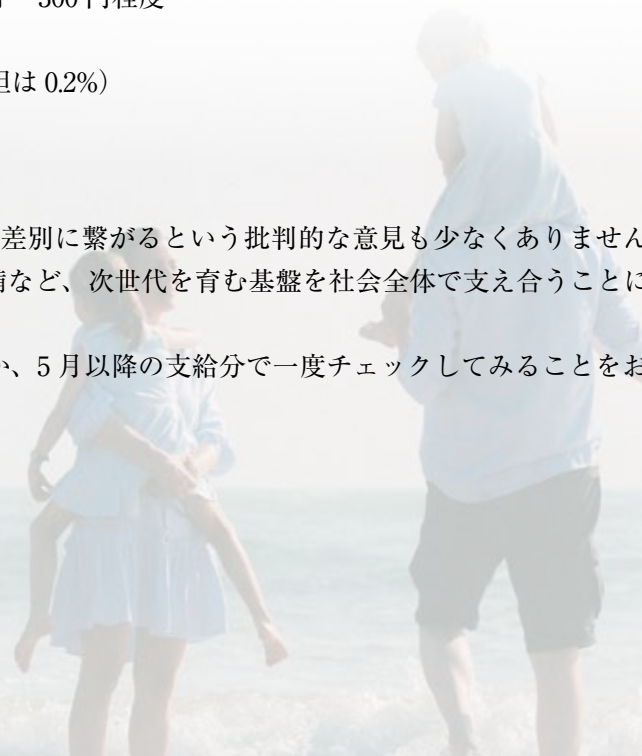 500 円程度
担は 0.2%）
差別に繋がるという批判的な意見も少なくありません
など、次世代を育む基盤を社会全体で支え合うことに
、5 月以降の支給分で一度チェックしてみることをお